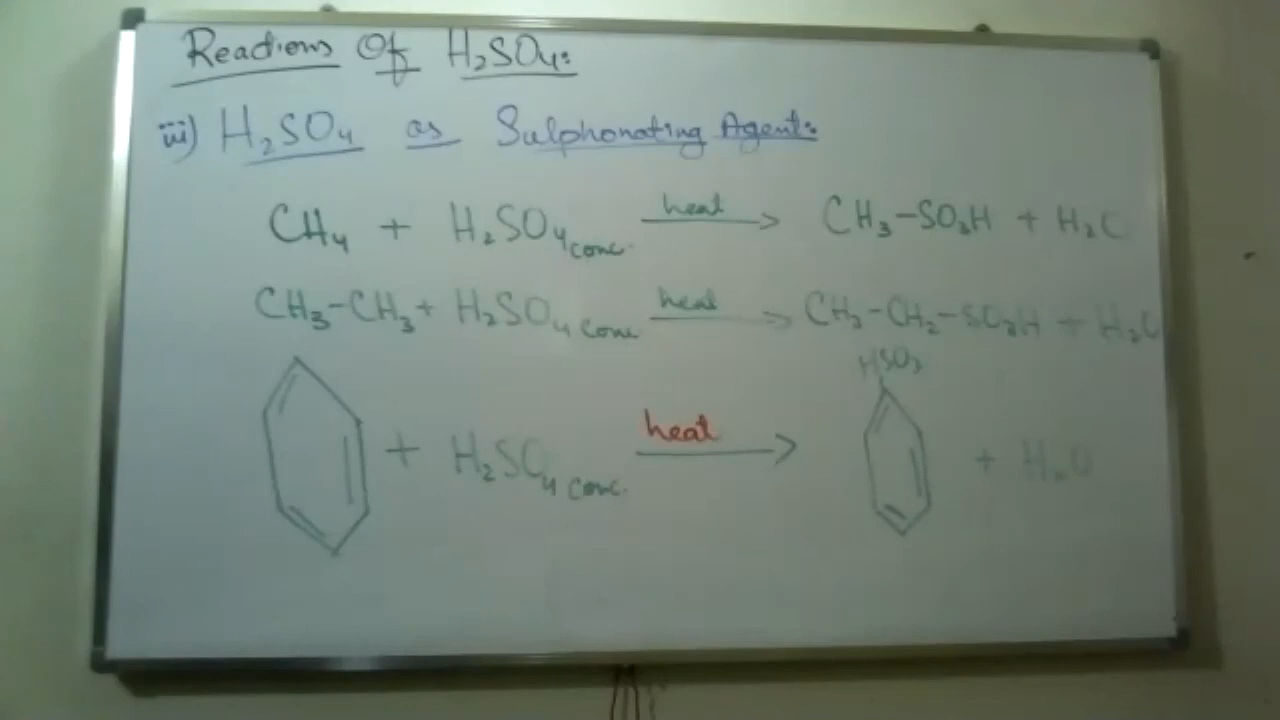 Reactions Of H₂SO₄:
iii) H₂SO₄ as Sulphonating Agent:
CH₄ + H₂SO₄ conc. heat → CH₃-SO₃H + H₂O
CH₃-CH₃ + H₂SO₄ conc heat → CH₃-CH₂-SO₃H + H₂O
HSO₃
+ H₂SO₄ conc. heat → + H₂O